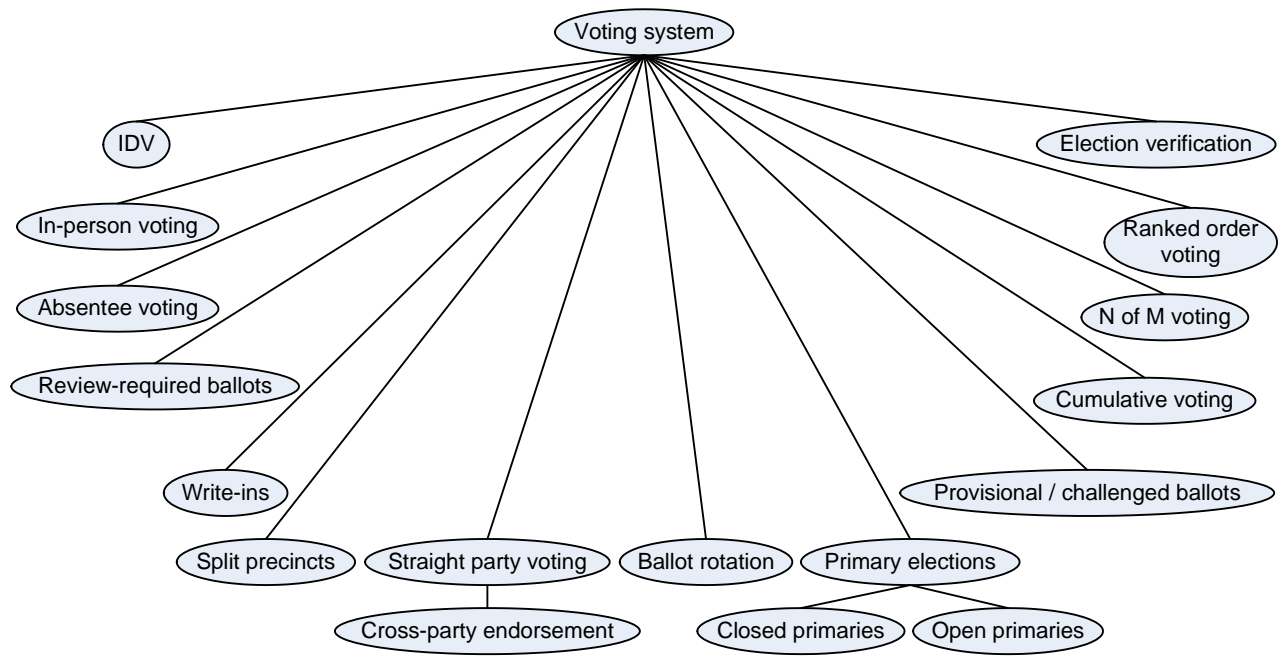 Voting system
IDV
Election verification
In-person voting
Ranked order
voting
Absentee voting
N of M voting
Review-required ballots
Cumulative voting
Write-ins
Provisional / challenged ballots
Split precincts
Straight party voting
Ballot rotation
Primary elections
Cross-party endorsement
Closed primaries
Open primaries